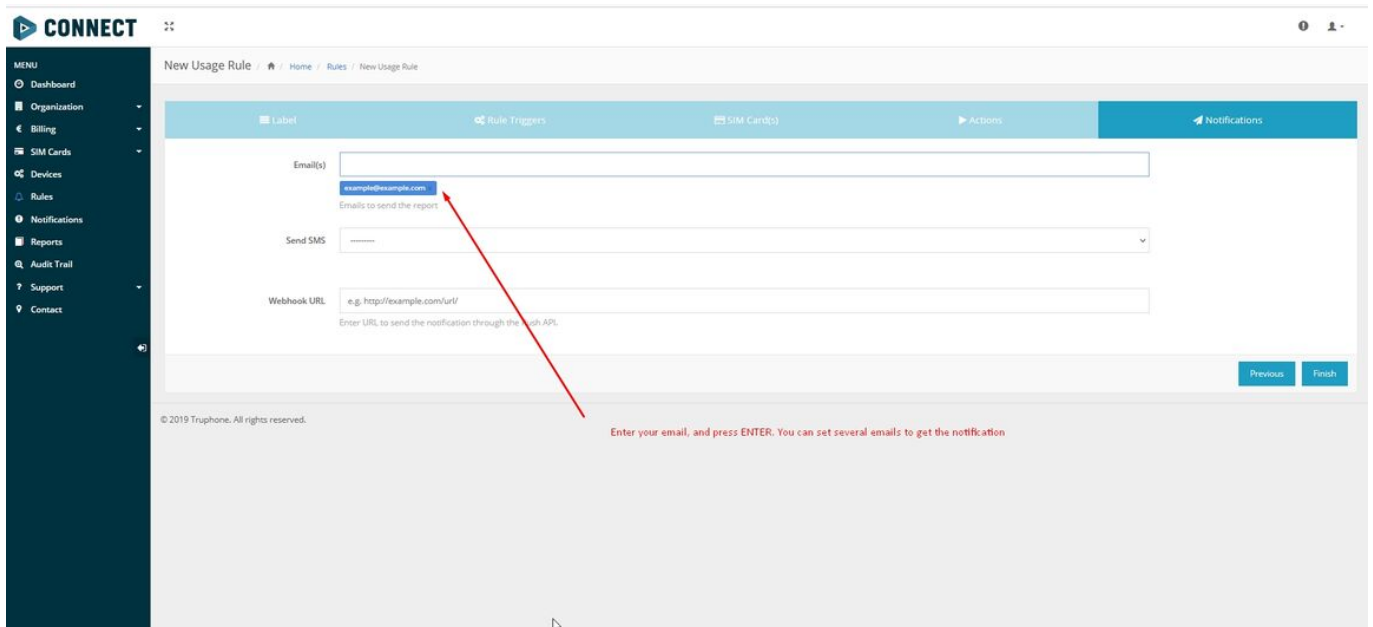 CONNECT
MENU
Dashboard
Organization
€ Billing
SIM Cards
Devices
Rules
Notifications
Reports
Audit Trail
? Support
Contact
New Usage Rule / / Home / Rules / New Usage Rule
Label
Rule Triggers
SIM Card(s)
Actions
Notifications
Email(s)
example@example.com
Emails to send the report
Send SMS
---------
Webhook URL
e.g. http://example.com/url/
Enter URL to send the notification through the Push API.
Previous
Finish
© 2019 Truphone. All rights reserved.
Enter your email, and press ENTER. You can set several emails to get the notification